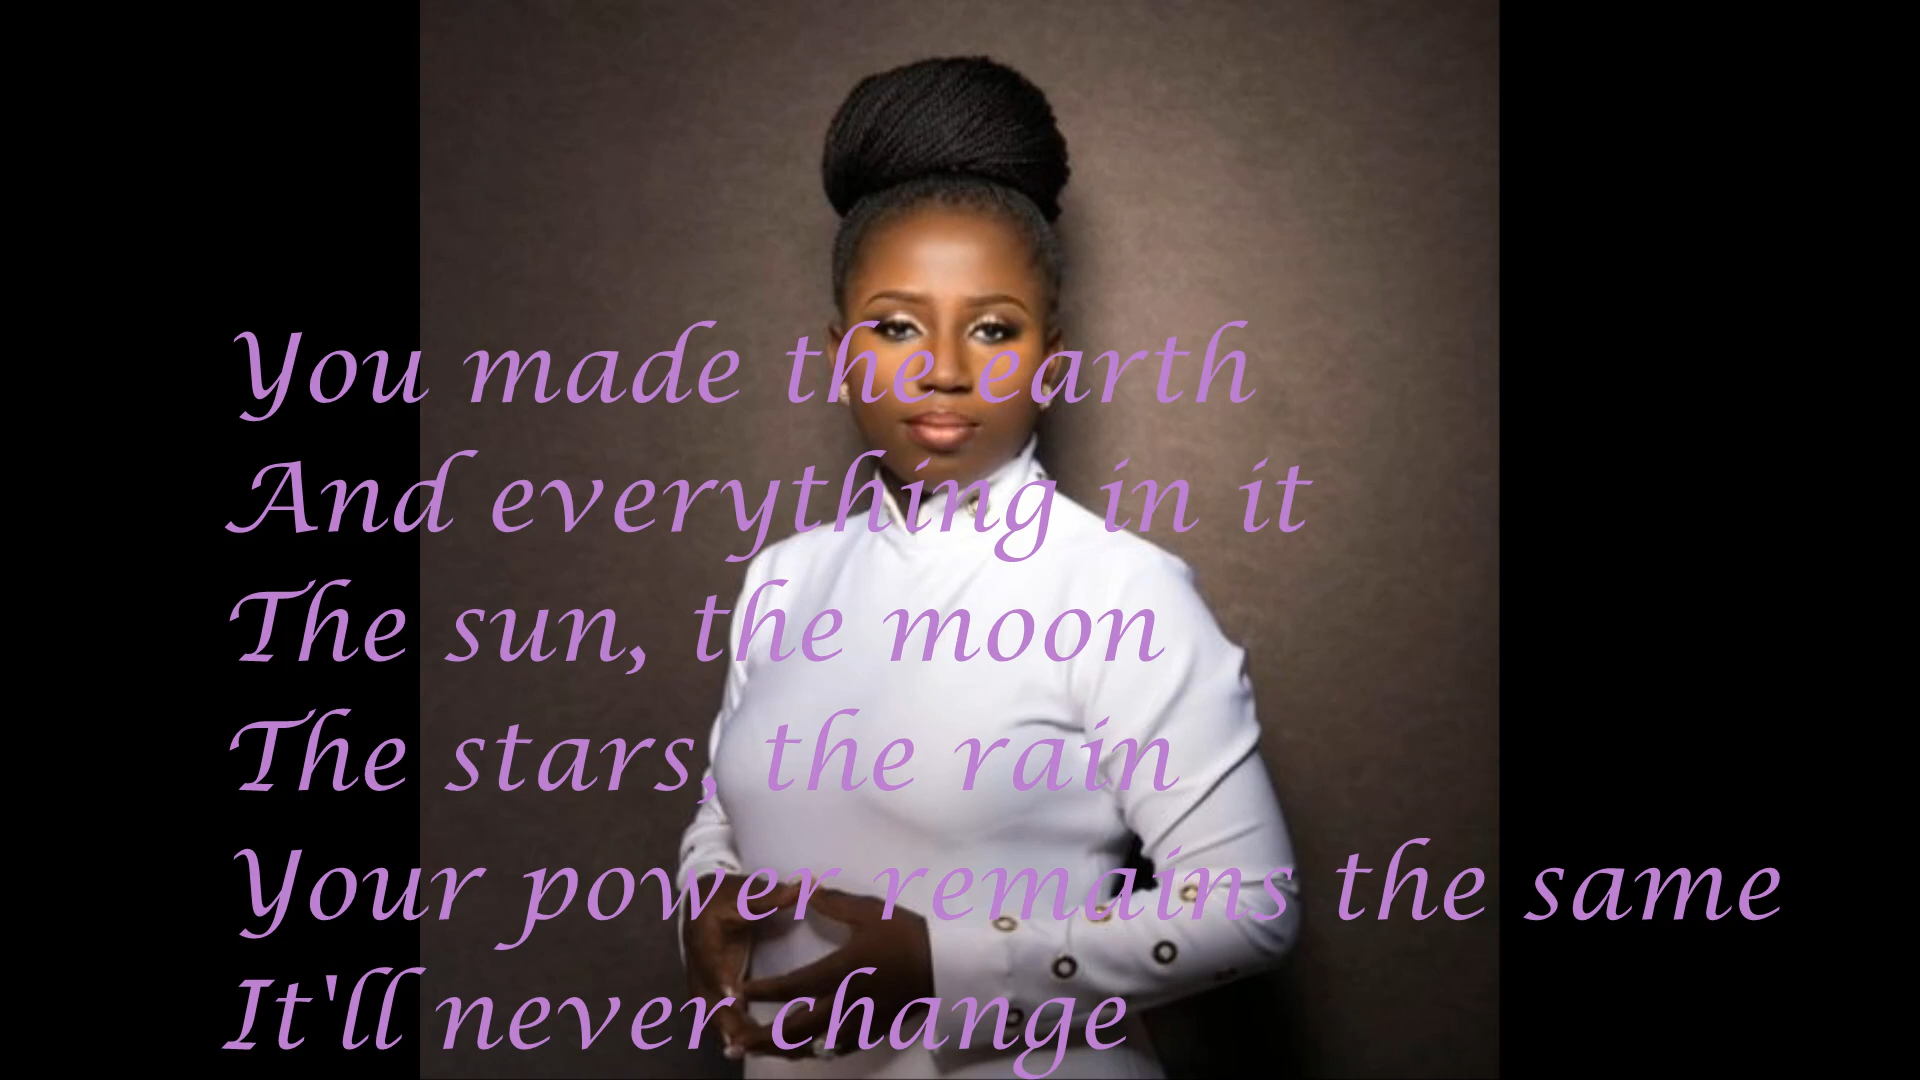 You made the earth
And everything in it
The sun, the moon
The stars, the rain
Your power remains the same
It'll never change